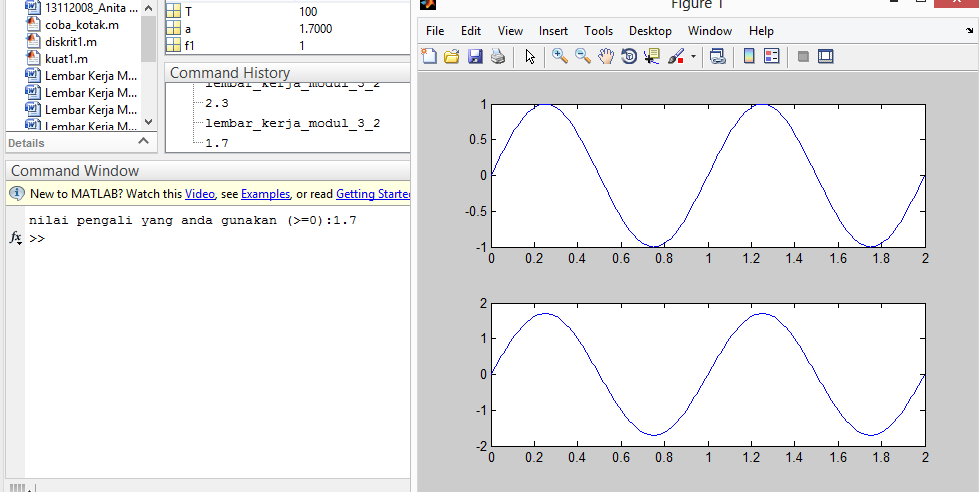 13112008_Anita ...
coba_kotak.m
diskrit1.m
kuat1.m
Lembar Kerja M...
Lembar Kerja M...
Lembar Kerja M...
Lembar Kerja M...
Details
T 100
a 1.7000
f1 1
Command History
lembar_kerja_modul_3_2
2.3
lembar_kerja_modul_3_2
1.7
Command Window
New to MATLAB? Watch this Video, see Examples, or read Getting Starte
nilai pengali yang anda gunakan (>=0):1.7
fx >>
Figure 1
File Edit View Insert Tools Desktop Window Help
1
0.5
0
-0.5
-1
0 0.2 0.4 0.6 0.8 1 1.2 1.4 1.6 1.8 2
2
1
0
-1
-2
0 0.2 0.4 0.6 0.8 1 1.2 1.4 1.6 1.8 2